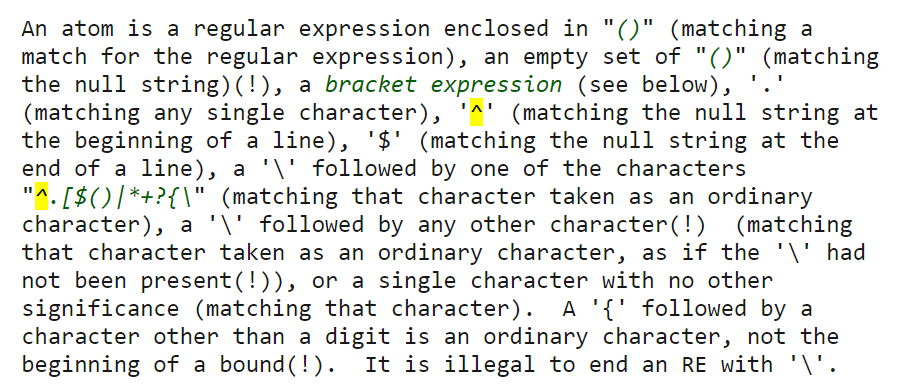 An atom is a regular expression enclosed in "()" (matching a
match for the regular expression), an empty set of "()" (matching
the null string)(!), a bracket expression (see below), '.'
(matching any single character), '^' (matching the null string at
the beginning of a line), '$' (matching the null string at the
end of a line), a '\' followed by one of the characters
"^.[$()|*+?{\" (matching that character taken as an ordinary
character), a '\' followed by any other character(!)  (matching
that character taken as an ordinary character, as if the '\' had
not been present(!)), or a single character with no other
significance (matching that character).  A '{' followed by a
character other than a digit is an ordinary character, not the
beginning of a bound(!).  It is illegal to end an RE with '\'.